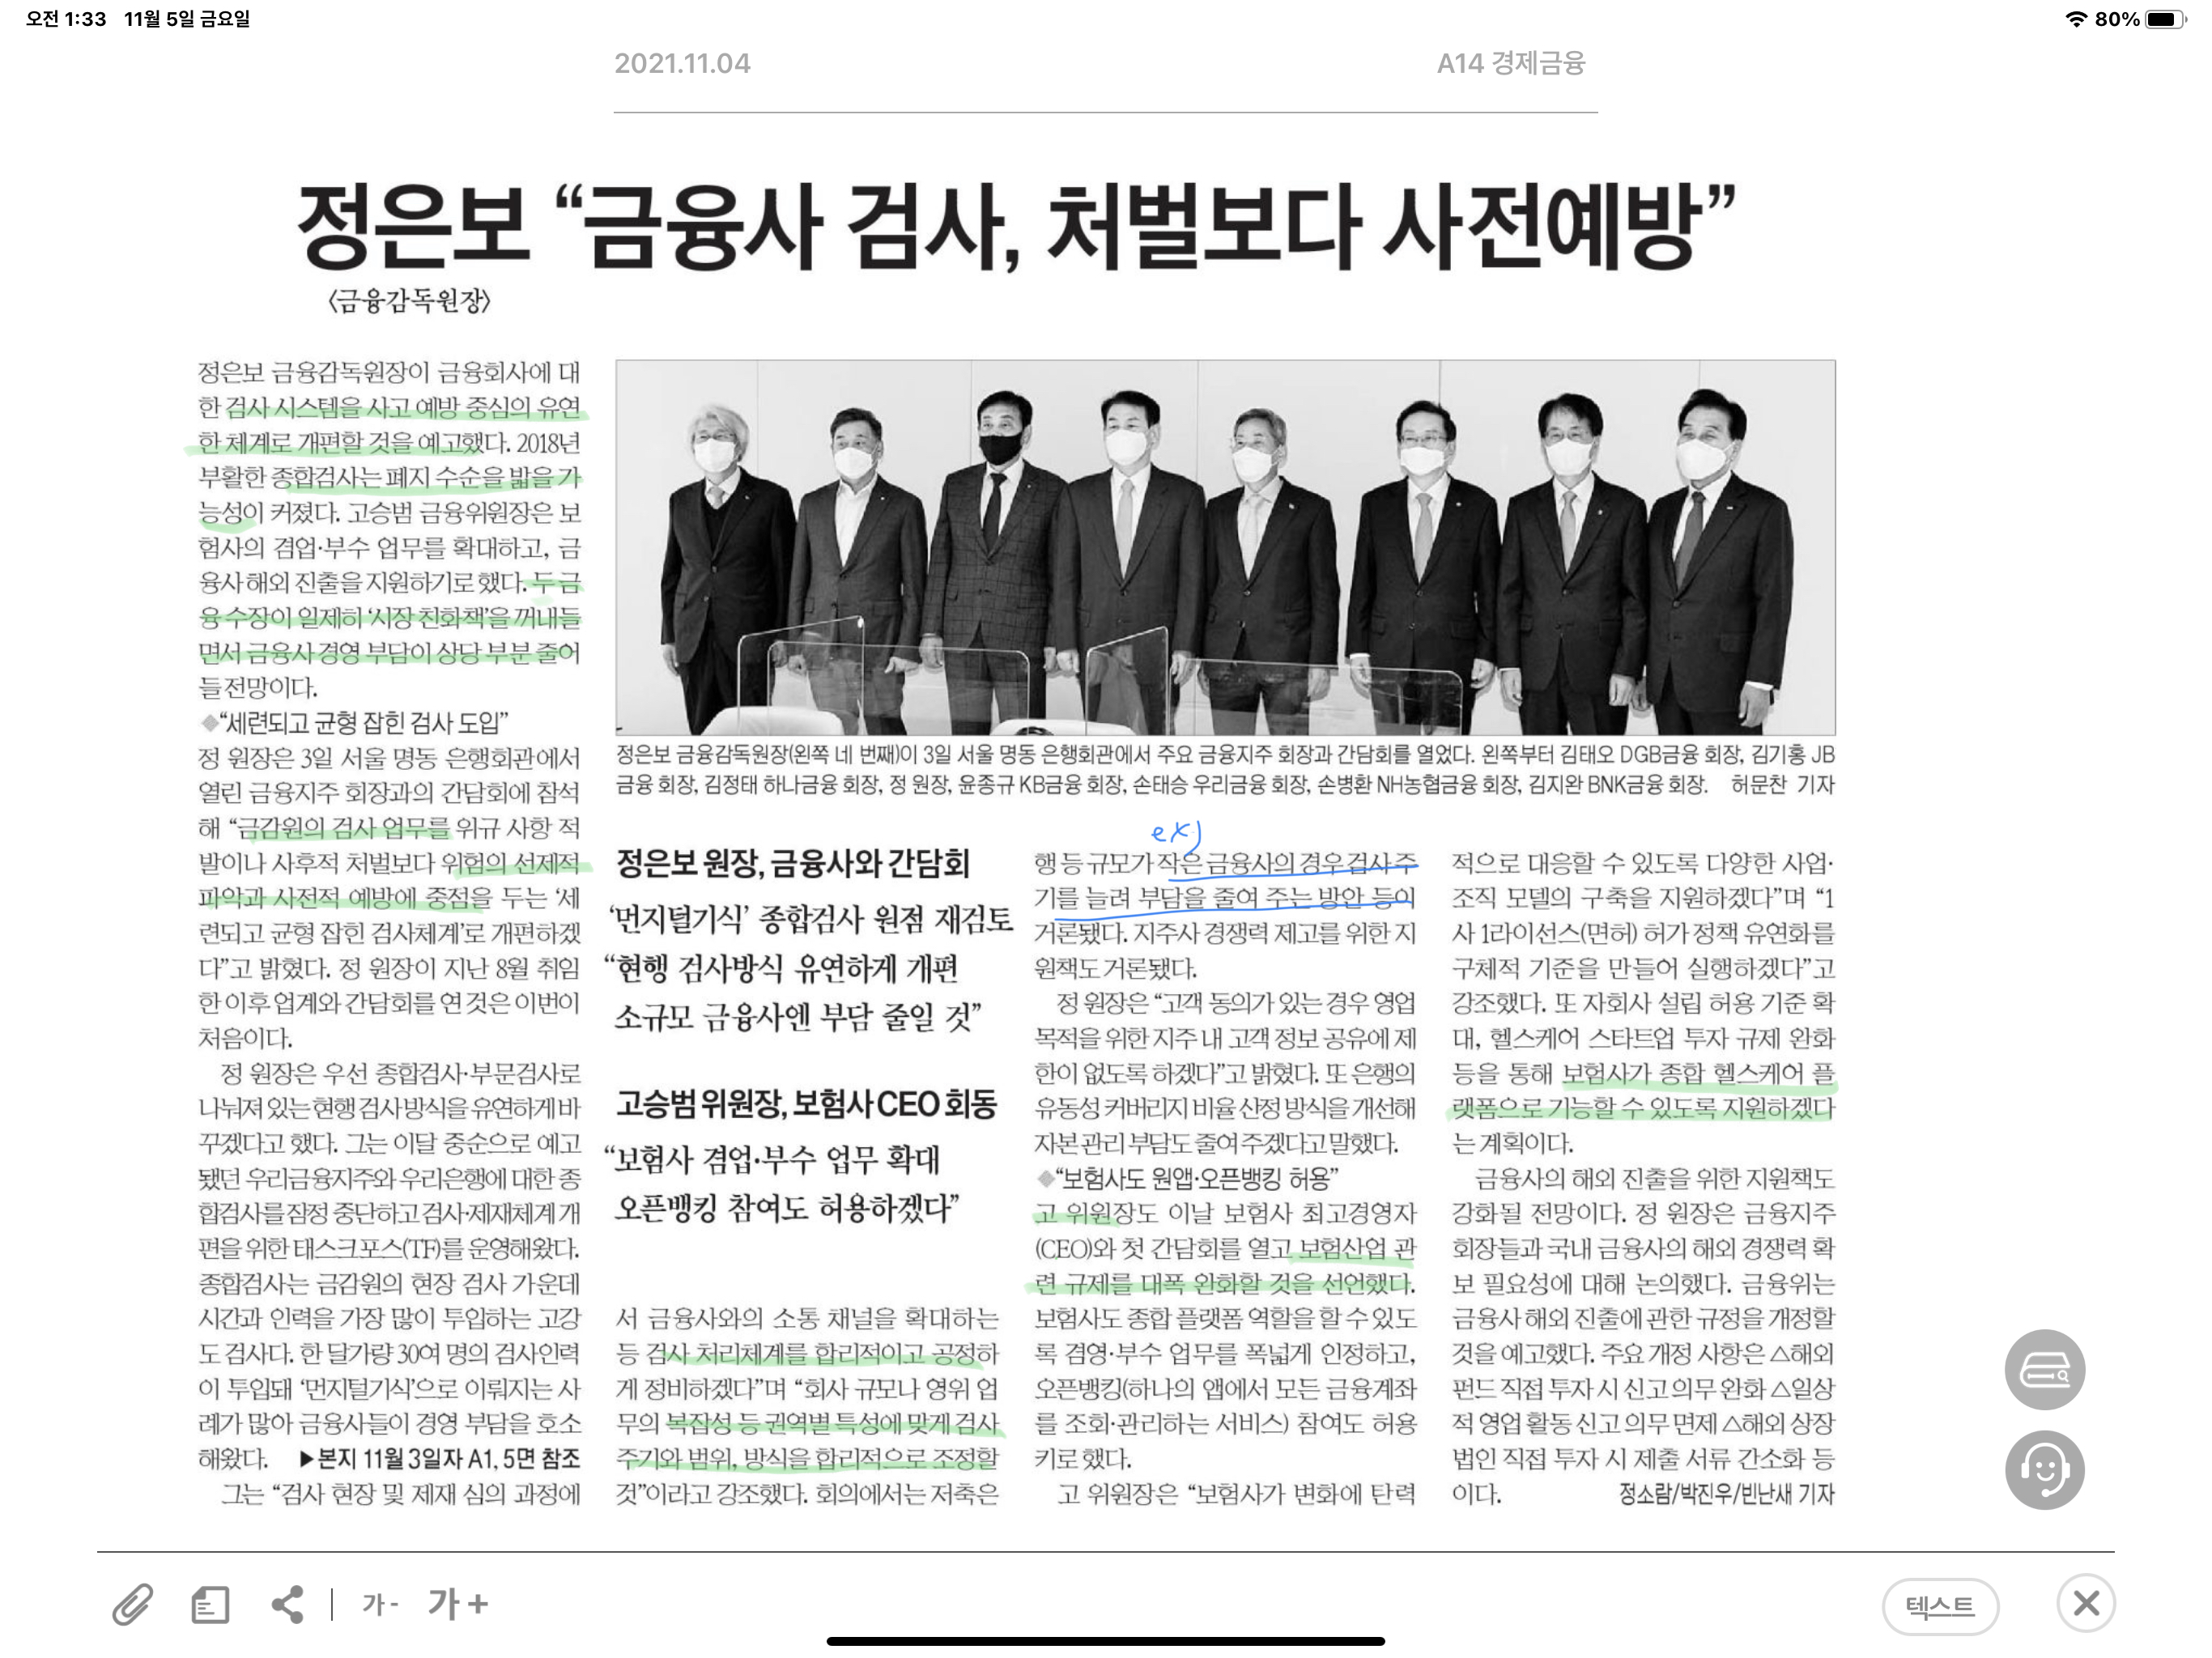 오전 1:33 11월 5일 금요일
80%
2021.11.04
A14 경제금융
정은보 “금융사 검사, 처벌보다 사전예방”
〈금융감독원장〉
정은보 금융감독원장이 금융회사에 대
한 검사 시스템을 사고 예방 중심의 유연
한 체계로 개편할 것을 예고했다. 2018년
부활한 종합검사는 폐지 수순을 밟을 가
능성이 커졌다. 고승범 금융위원장은 보
험사의 겸업·부수 업무를 확대하고, 금
융사 해외 진출을 지원하기로 했다. 두 금
융 수장이 일제히 ‘시장 친화책’을 꺼내들
면서 금융사 경영 부담이 상당 부분 줄어
들 전망이다.
◆“세련되고 균형 잡힌 검사 도입”
정 원장은 3일 서울 명동 은행회관에서
열린 금융지주 회장과의 간담회에 참석
해 “금감원의 검사 업무를 위규 사항 적
발이나 사후적 처벌보다 위험의 선제적
파악과 사전적 예방에 중점을 두는 ‘세
련되고 균형 잡힌 검사체계’로 개편하겠
다”고 밝혔다. 정 원장이 지난 8월 취임
한 이후 업계와 간담회를 연 것은 이번이
처음이다.
정 원장은 우선 종합검사·부문검사로
나눠져 있는 현행 검사 방식을 유연하게 바
꾸겠다고 했다. 그는 이달 중순으로 예고
됐던 우리금융지주와 우리은행에 대한 종
합검사를 잠정 중단하고 검사·제재체계 개
편을 위한 태스크포스(TF)를 운영해왔다.
종합검사는 금감원의 현장 검사 가운데
시간과 인력을 가장 많이 투입하는 고강
도 검사다. 한 달가량 30여 명의 검사인력
이 투입돼 ‘먼지털기식’으로 이뤄지는 사
례가 많아 금융사들이 경영 부담을 호소
해왔다. ▶본지 11월 3일자 A1, 5면 참조
그는 “검사 현장 및 제재 심의 과정에
정은보 금융감독원장(왼쪽 네 번째)이 3일 서울 명동 은행회관에서 주요 금융지주 회장과 간담회를 열었다. 왼쪽부터 김태오 DGB금융 회장, 김기홍 JB
금융 회장, 김정태 하나금융 회장, 정 원장, 윤종규 KB금융 회장, 손태승 우리금융 회장, 손병환 NH농협금융 회장, 김지완 BNK금융 회장. 허문찬 기자
정은보 원장, 금융사와 간담회
‘먼지털기식’ 종합검사 원점 재검토
“현행 검사방식 유연하게 개편
소규모 금융사엔 부담 줄일 것”
고승범 위원장, 보험사 CEO 회동
“보험사 겸업·부수 업무 확대
오픈뱅킹 참여도 허용하겠다”
서 금융사와의 소통 채널을 확대하는
등 검사 처리체계를 합리적이고 공정하
게 정비하겠다”며 “회사 규모나 영위 업
무의 복잡성 등 권역별 특성에 맞게 검사
주기와 범위, 방식을 합리적으로 조정할
것”이라고 강조했다. 회의에서는 저축은
ex)
행 등 규모가 작은 금융사의 경우 검사 주
기를 늘려 부담을 줄여 주는 방안 등이
거론됐다. 지주사 경쟁력 제고를 위한 지
원책도 거론됐다.
정 원장은 “고객 동의가 있는 경우 영업
목적을 위한 지주 내 고객 정보 공유에 제
한이 없도록 하겠다”고 밝혔다. 또 은행의
유동성 커버리지 비율 산정 방식을 개선해
자본 관리 부담도 줄여 주겠다고 말했다.
◆“보험사도 원앱·오픈뱅킹 허용”
고 위원장도 이날 보험사 최고경영자
(CEO)와 첫 간담회를 열고 보험산업 관
련 규제를 대폭 완화할 것을 선언했다.
보험사도 종합 플랫폼 역할을 할 수 있도
록 겸영·부수 업무를 폭넓게 인정하고,
오픈뱅킹(하나의 앱에서 모든 금융계좌
를 조회·관리하는 서비스) 참여도 허용
키로 했다.
고 위원장은 “보험사가 변화에 탄력
적으로 대응할 수 있도록 다양한 사업·
조직 모델의 구축을 지원하겠다”며 “1
사 1라이선스(면허) 허가 정책 유연화를
구체적 기준을 만들어 실행하겠다”고
강조했다. 또 자회사 설립 허용 기준 확
대, 헬스케어 스타트업 투자 규제 완화
등을 통해 보험사가 종합 헬스케어 플
랫폼으로 기능할 수 있도록 지원하겠다
는 계획이다.
금융사의 해외 진출을 위한 지원책도
강화될 전망이다. 정 원장은 금융지주
회장들과 국내 금융사의 해외 경쟁력 확
보 필요성에 대해 논의했다. 금융위는
금융사 해외 진출에 관한 규정을 개정할
것을 예고했다. 주요 개정 사항은 △해외
펀드 직접 투자 시 신고 의무 완화 △일상
적 영업 활동 신고 의무 면제 △해외 상장
법인 직접 투자 시 제출 서류 간소화 등
이다. 정소람/박진우/빈난새 기자
가- 가+
텍스트